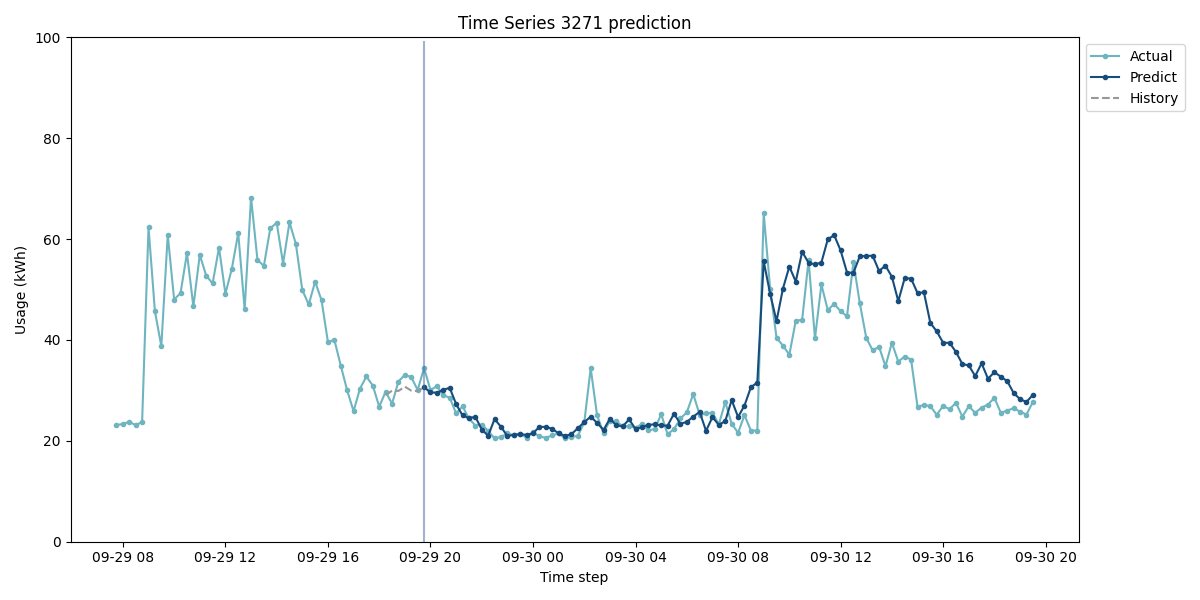 Time Series 3271 prediction
100
80
60
40
20
0
Usage (kWh)
09-29 08
09-29 12
09-29 16
09-29 20
09-30 00
09-30 04
09-30 08
09-30 12
09-30 16
09-30 20
Time step
Actual
Predict
History